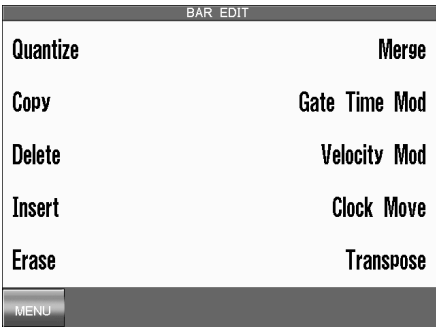 BAR EDIT
Quantize Merge
Copy Gate Time Mod
Delete Velocity Mod
Insert Clock Move
Erase Transpose
MENU